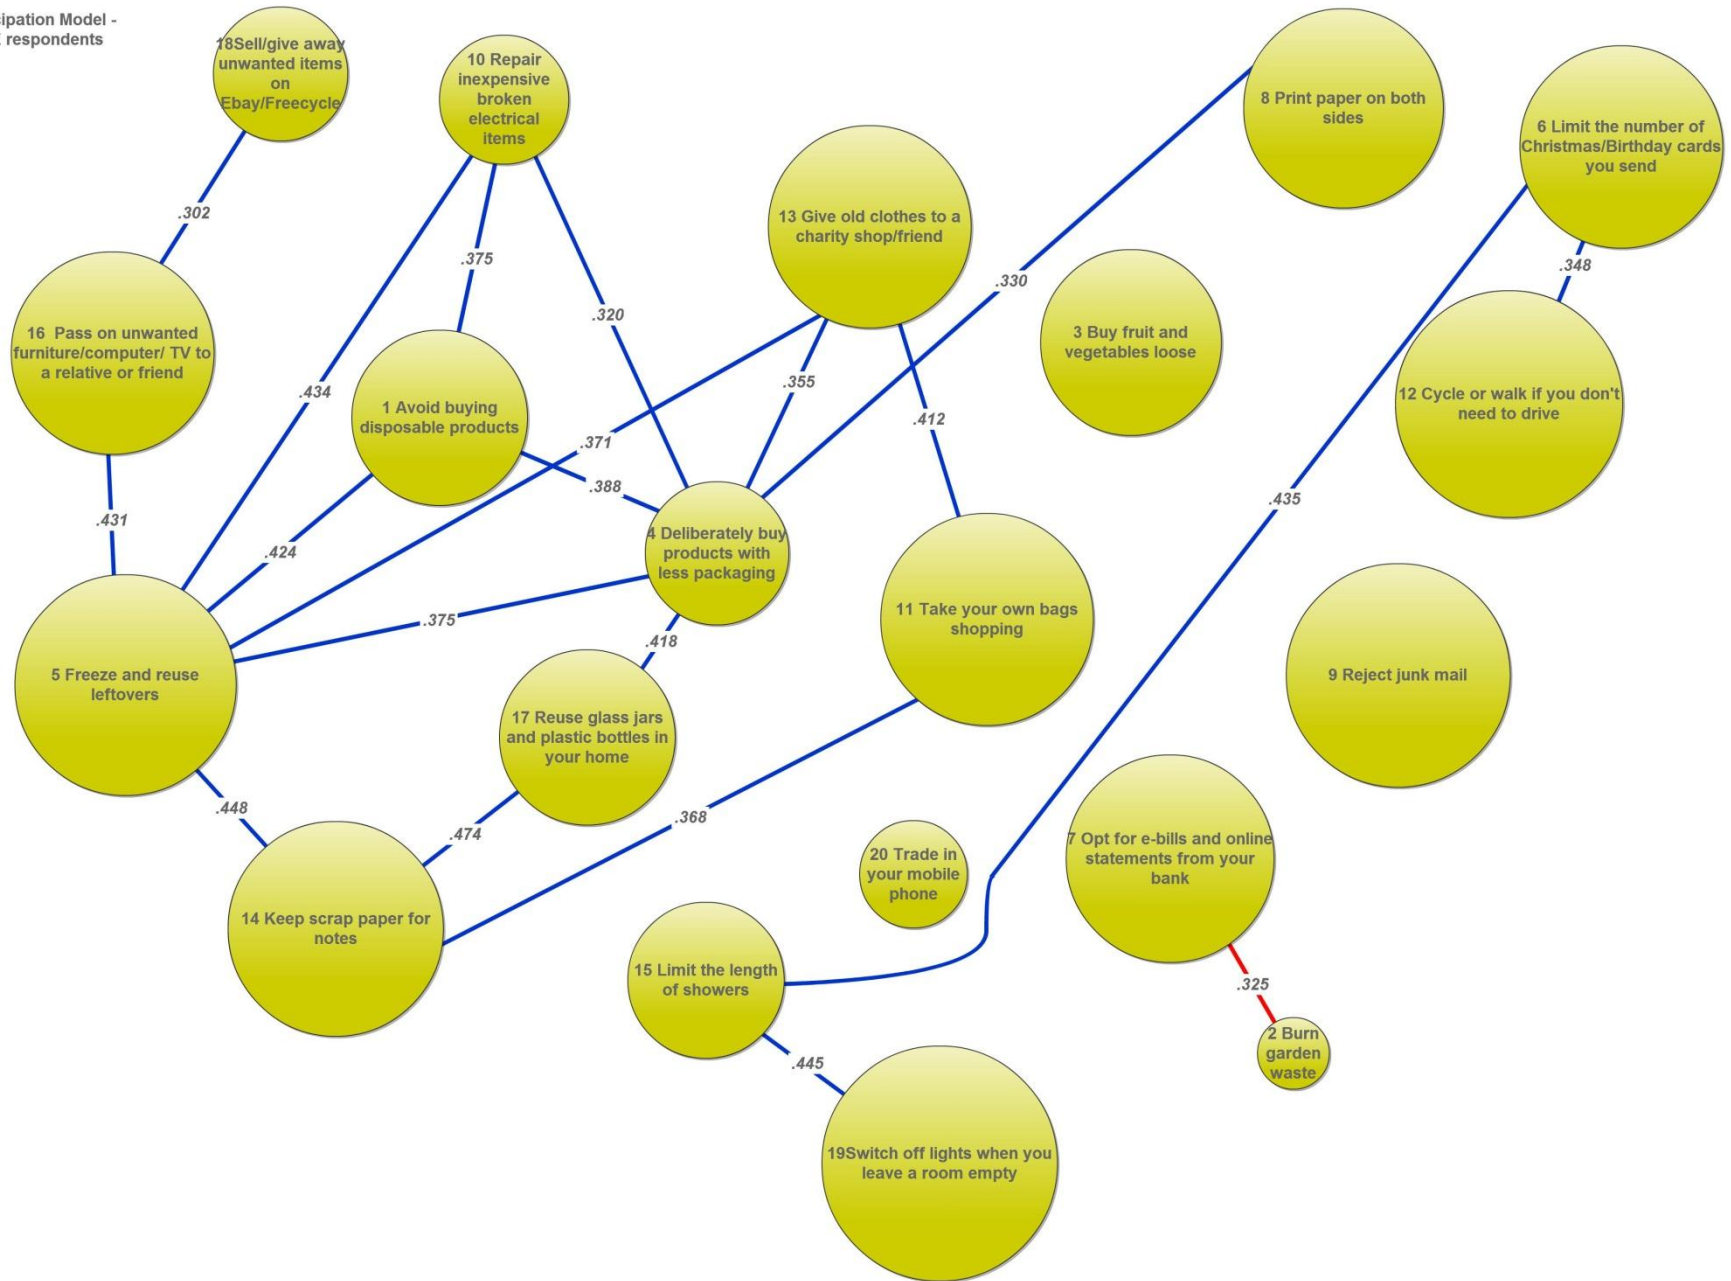 cipation Model -
respondents
18Sell/give away
unwanted items
on
Ebay/Freecycle
10 Repair
inexpensive
broken
electrical
items
8 Print paper on both
sides
6 Limit the number of
Christmas/Birthday cards
you send
13 Give old clothes to a
charity shop/friend
.302
.375
.330
.348
3 Buy fruit and
vegetables loose
16 Pass on unwanted
furniture/computer/ TV to
a relative or friend
.320
.434
.355
12 Cycle or walk if you don't
need to drive
1 Avoid buying
disposable products
.412
.371
.388
.435
.431
.424
4 Deliberately buy
products with
less packaging
11 Take your own bags
shopping
.375
.418
5 Freeze and reuse
leftovers
9 Reject junk mail
17 Reuse glass jars
and plastic bottles in
your home
.448
.474
.368
20 Trade in
your mobile
phone
7 Opt for e-bills and online
statements from your
bank
14 Keep scrap paper for
notes
15 Limit the length
of showers
.325
2 Burn
garden
waste
.445
19Switch off lights when you
leave a room empty